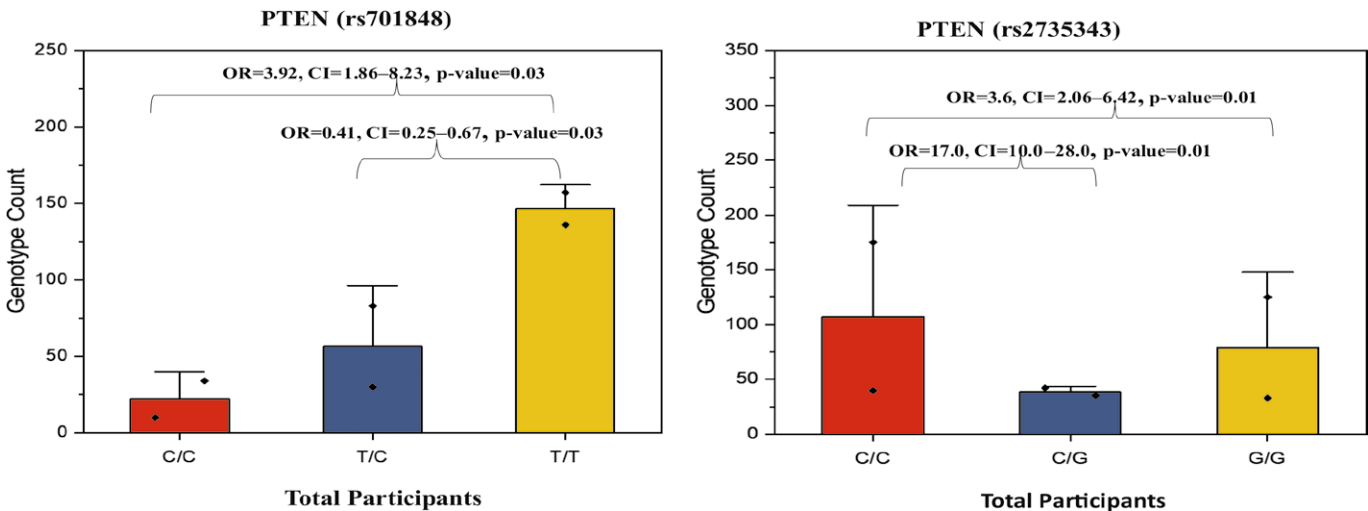 PTEN (rs701848)
250
200
150
100
50
0
Genotype Count
OR=3.92, CI=1.86–8.23, p-value=0.03
OR=0.41, CI=0.25–0.67, p-value=0.03
C/C T/C T/T
Total Participants
PTEN (rs2735343)
350
300
250
200
150
100
50
0
Genotype Count
OR=3.6, CI=2.06–6.42, p-value=0.01
OR=17.0, CI=10.0–28.0, p-value=0.01
C/C C/G G/G
Total Participants